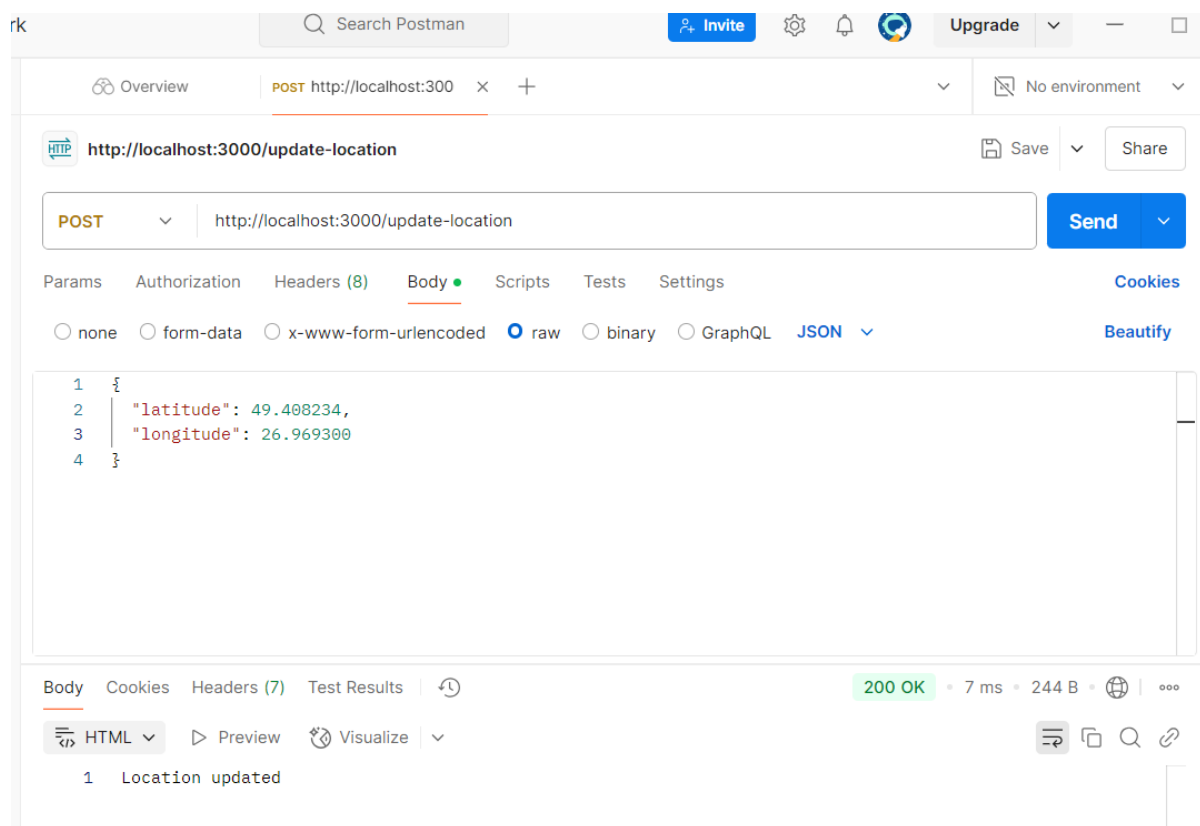 rk Search Postman Invite Upgrade
Overview POST http://localhost:300 No environment
HTTP http://localhost:3000/update-location Save Share
POST http://localhost:3000/update-location Send
Params Authorization Headers (8) Body Scripts Tests Settings Cookies
none form-data x-www-form-urlencoded raw binary GraphQL JSON Beautify
1 {
2 "latitude": 49.408234,
3 "longitude": 26.969300
4 }
Body Cookies Headers (7) Test Results 200 OK • 7 ms • 244 B •
HTML Preview Visualize
1 Location updated